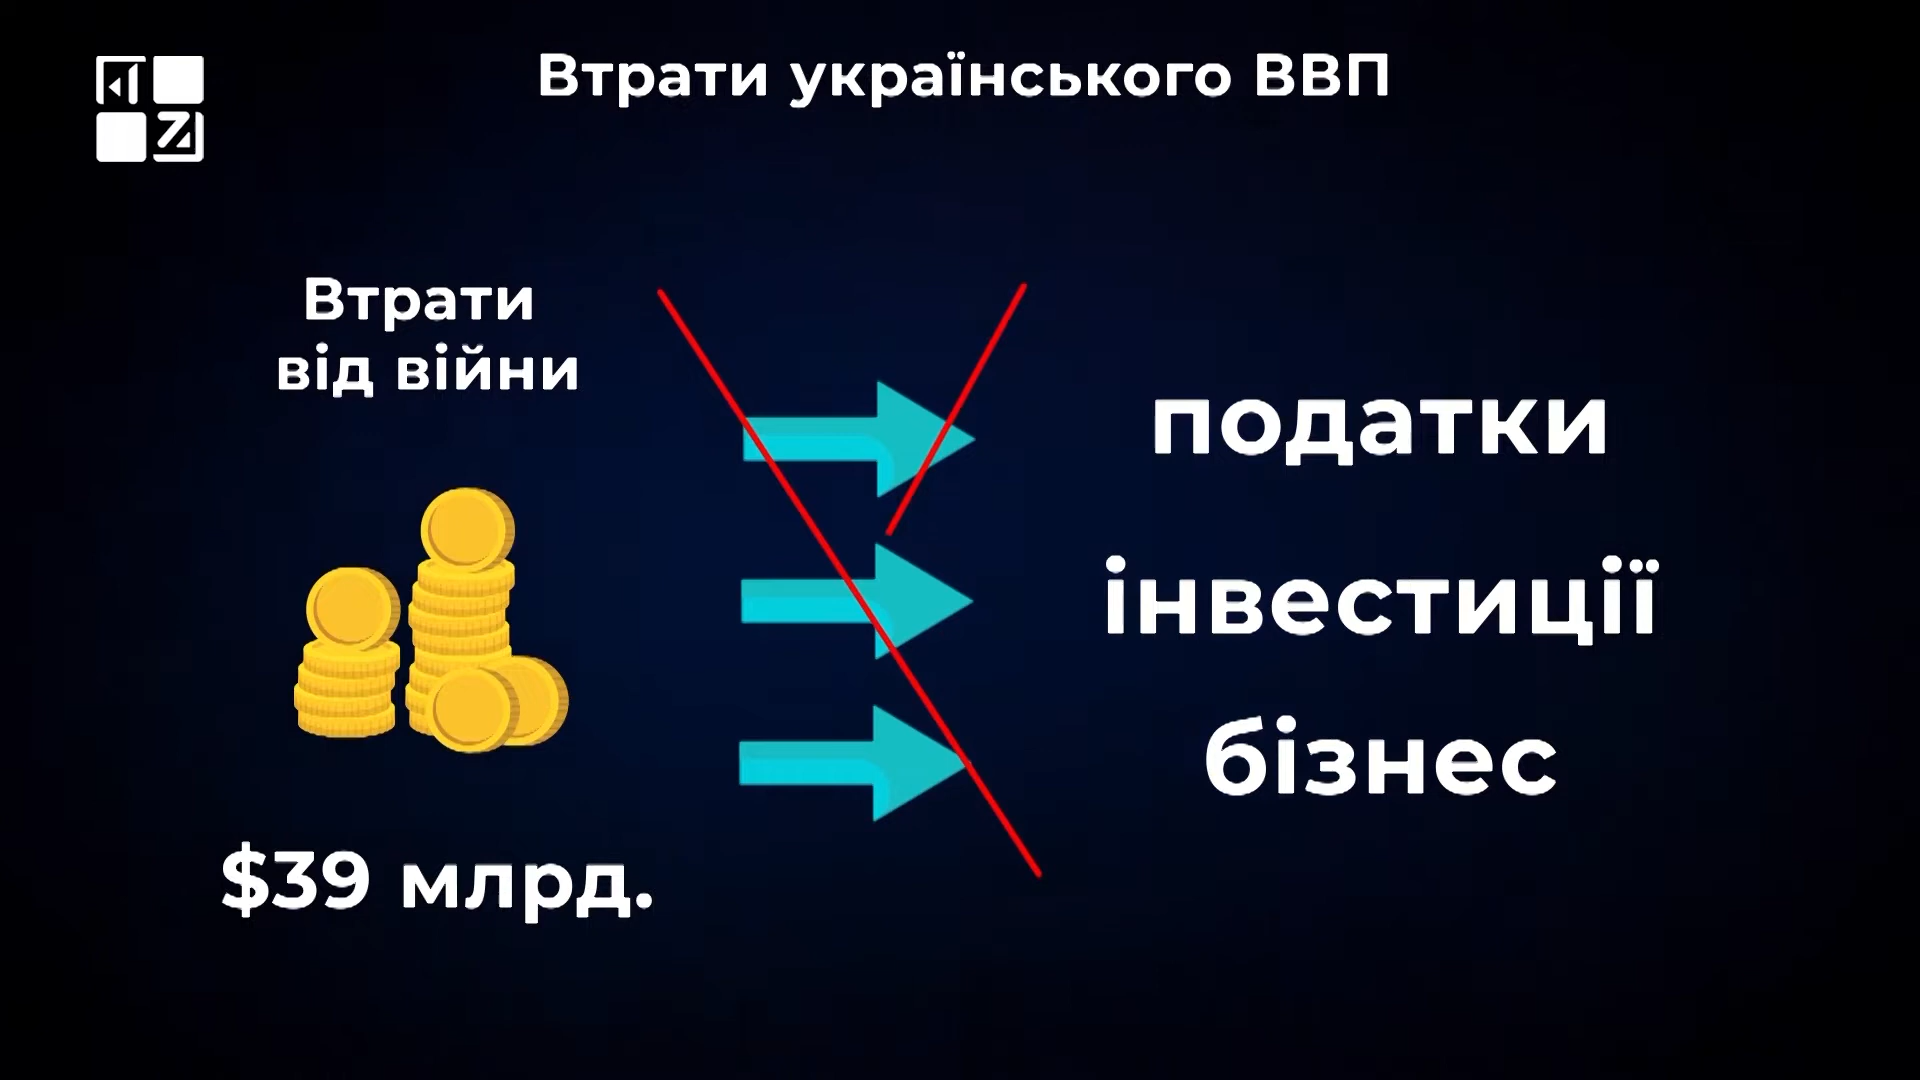 Втрати українського ВВП
Втрати
від війни
$39 млрд.
податки
інвестиції
бізнес